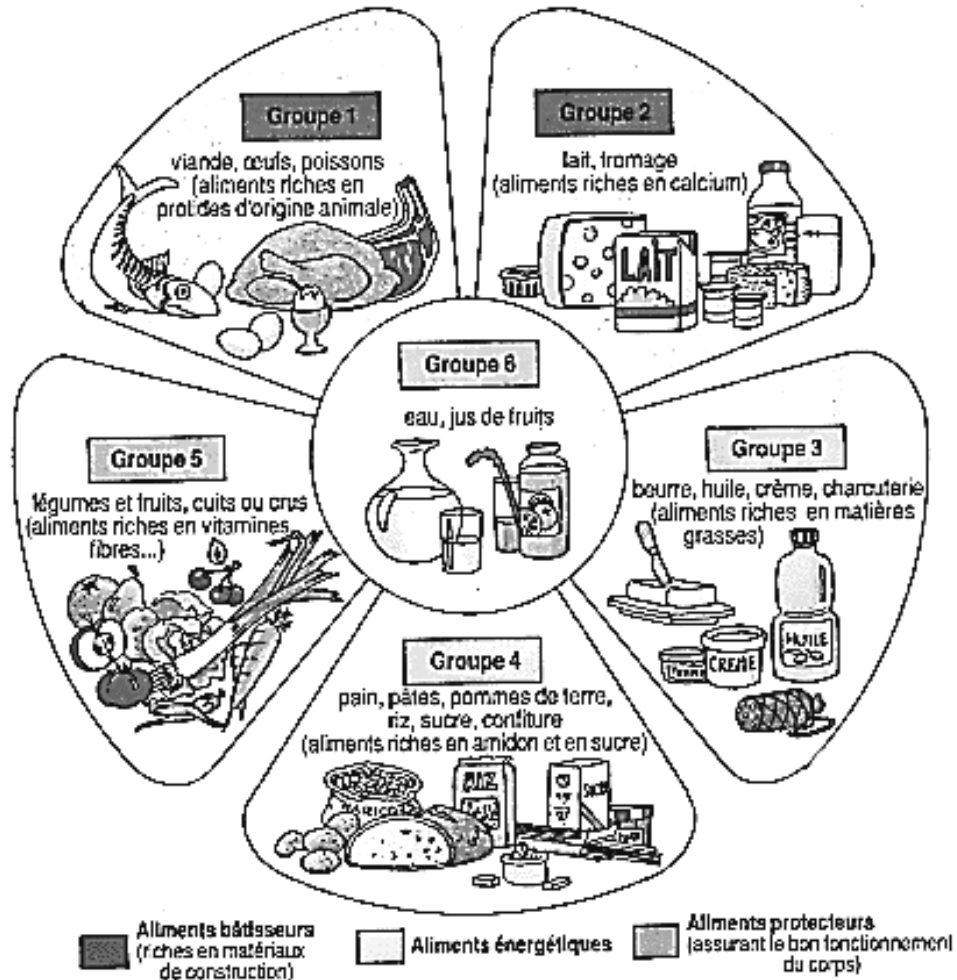 Groupe 1
viande, œufs, poissons
(aliments riches en
protides d'origine animale)
Groupe 2
lait, fromage
(aliments riches en calcium)
LAIT
Groupe 6
eau, jus de fruits
Groupe 5
légumes et fruits, cuits ou crus
(aliments riches en vitamines,
fibres...)
Groupe 3
beurre, huile, crème, charcuterie
(aliments riches en matières
grasses)
HUILE
CREME
Groupe 4
pain, pâtes, pommes de terre,
riz, sucre, confiture
(aliments riches en amidon et en sucre)
RIZ
SUCRE
HARICOT
Aliments bâtisseurs
(riches en matériaux
de construction)
Aliments énergétiques
Aliments protecteurs
(assurant le bon fonctionnement
du corps)